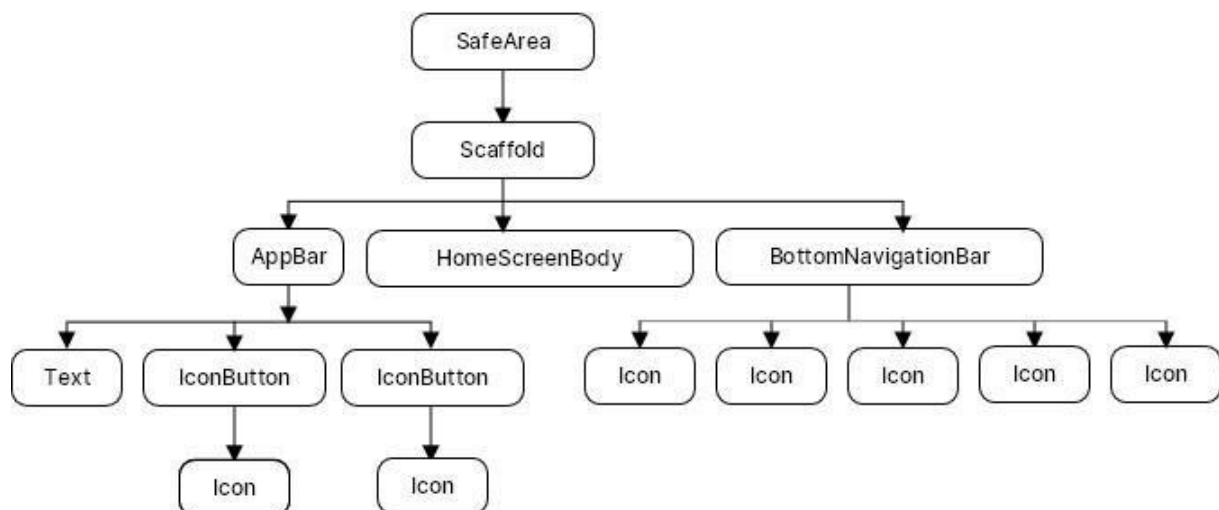 SafeArea
Scaffold
AppBar
HomeScreenBody
BottomNavigationBar
Text
IconButton
IconButton
Icon
Icon
Icon
Icon
Icon
Icon
Icon